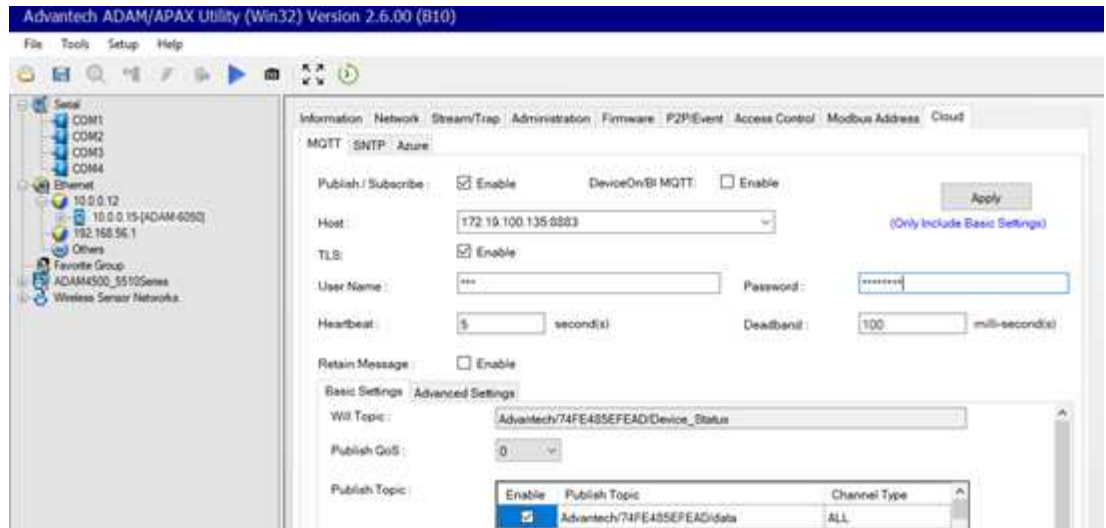 Advantech ADAM/APAX Utility (Win32) Version 2.6.00 (B10)
File Tools Setup Help
Serial
COM1
COM2
COM3
COM4
Ethernet
10.0.0.12
10.0.0.15-[ADAM-6050]
192.168.56.1
Others
Favorite Group
ADAM4500_5510Series
Wireless Sensor Networks
Information Network Stream/Trap Administration Firmware P2P/Event Access Control Modbus Address Cloud
MQTT SNTP Azure
Publish / Subscribe : Enable DeviceOn/BI MQTT: Enable
Apply
Host : 172.19.100.135:8883 (Only Include Basic Settings)
TLS: Enable
User Name : *** Password : ********
Heartbeat : 5 second(s) Deadband : 100 milli-second(s)
Retain Message : Enable
Basic Settings Advanced Settings
Will Topic : Advantech/74FE485EFEAD/Device_Status
Publish QoS : 0
Publish Topic : Enable Publish Topic Channel Type
Advantech/74FE485EFEAD/data ALL